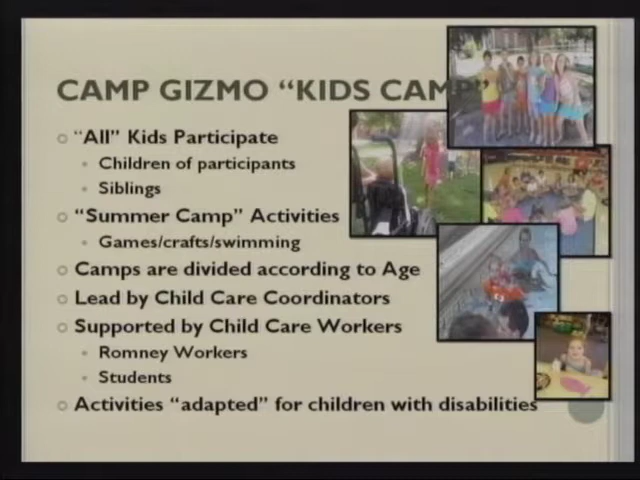 CAMP GIZMO “KIDS CAMP”
“All” Kids Participate
Children of participants
Siblings
“Summer Camp” Activities
Games/crafts/swimming
Camps are divided according to Age
Lead by Child Care Coordinators
Supported by Child Care Workers
Romney Workers
Students
Activities “adapted” for children with disabilities